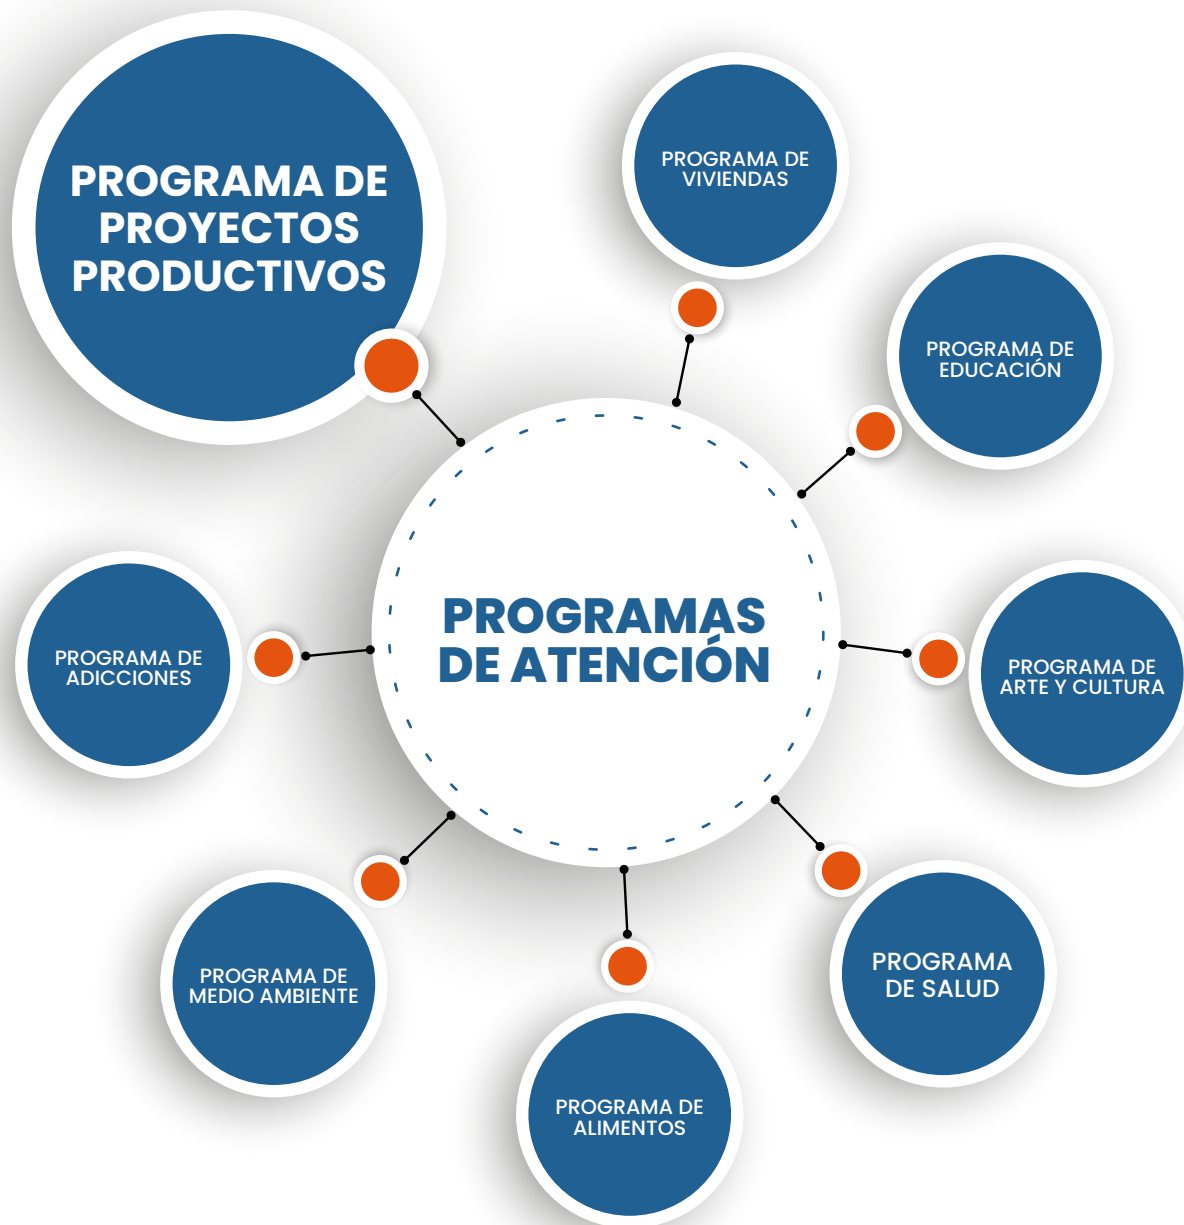 PROGRAMA DE
PROYECTOS
PRODUCTIVOS
PROGRAMA DE
VIVIENDAS
PROGRAMA DE
EDUCACIÓN
PROGRAMAS
DE ATENCIÓN
PROGRAMA DE
ADICCIONES
PROGRAMA DE
ARTE Y CULTURA
PROGRAMA DE
MEDIO AMBIENTE
PROGRAMA
DE SALUD
PROGRAMA DE
ALIMENTOS